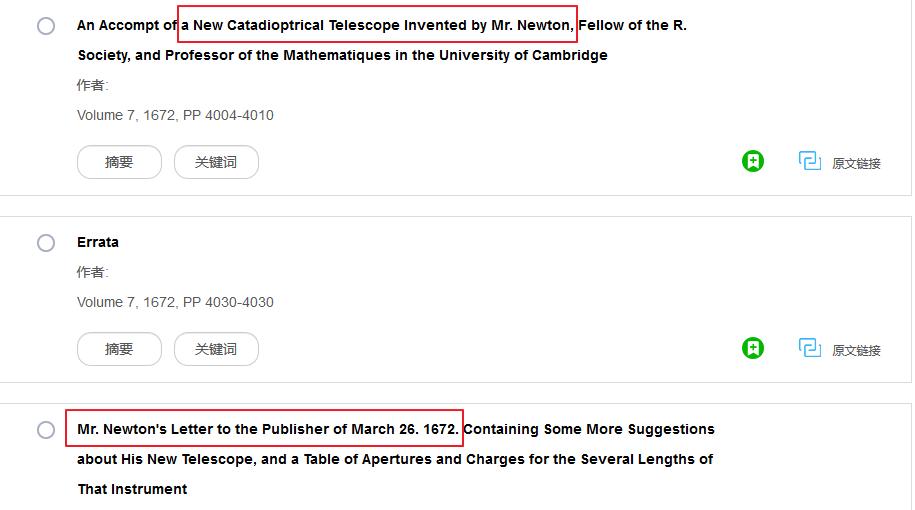 An Accompt of a New Catadioptrical Telescope Invented by Mr. Newton, Fellow of the R.
Society, and Professor of the Mathematiques in the University of Cambridge
作者:
Volume 7, 1672, PP 4004-4010
摘要 关键词 原文链接
Errata
作者:
Volume 7, 1672, PP 4030-4030
摘要 关键词 原文链接
Mr. Newton's Letter to the Publisher of March 26. 1672. Containing Some More Suggestions
about His New Telescope, and a Table of Apertures and Charges for the Several Lengths of
That Instrument